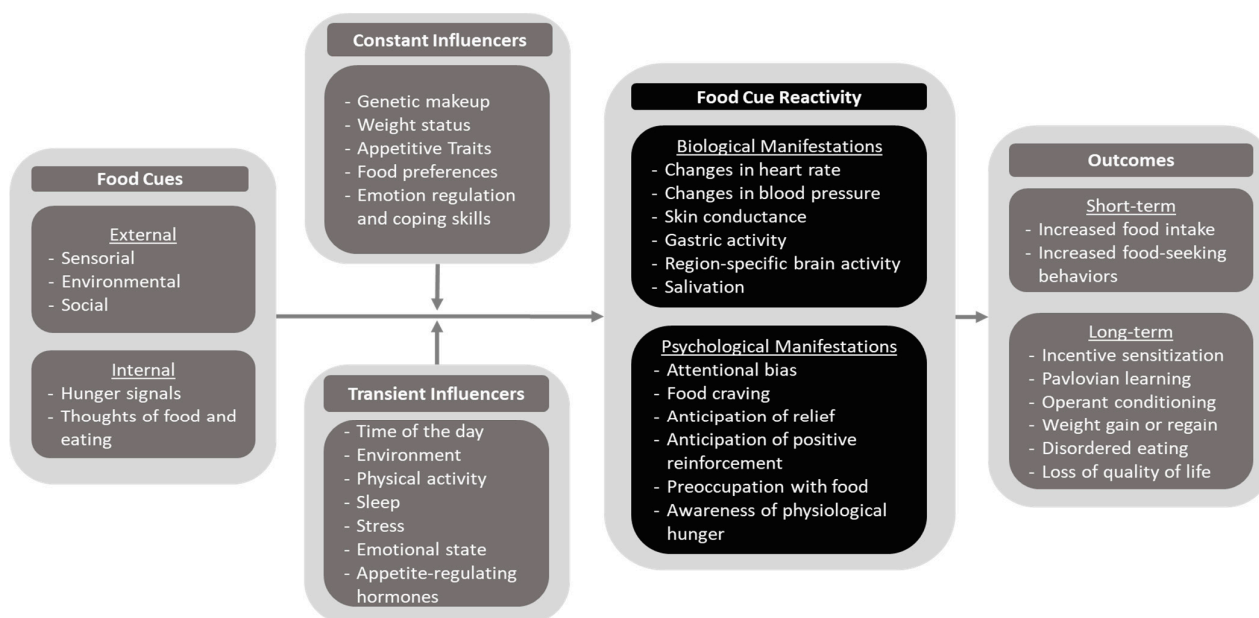 Food Cues
External
- Sensorial
- Environmental
- Social
Internal
- Hunger signals
- Thoughts of food and
eating
Constant Influencers
- Genetic makeup
- Weight status
- Appetitive Traits
- Food preferences
- Emotion regulation
and coping skills
Transient Influencers
- Time of the day
- Environment
- Physical activity
- Sleep
- Stress
- Emotional state
- Appetite-regulating
hormones
Food Cue Reactivity
Biological Manifestations
- Changes in heart rate
- Changes in blood pressure
- Skin conductance
- Gastric activity
- Region-specific brain activity
- Salivation
Psychological Manifestations
- Attentional bias
- Food craving
- Anticipation of relief
- Anticipation of positive
reinforcement
- Preoccupation with food
- Awareness of physiological
hunger
Outcomes
Short-term
- Increased food intake
- Increased food-seeking
behaviors
Long-term
- Incentive sensitization
- Pavlovian learning
- Operant conditioning
- Weight gain or regain
- Disordered eating
- Loss of quality of life